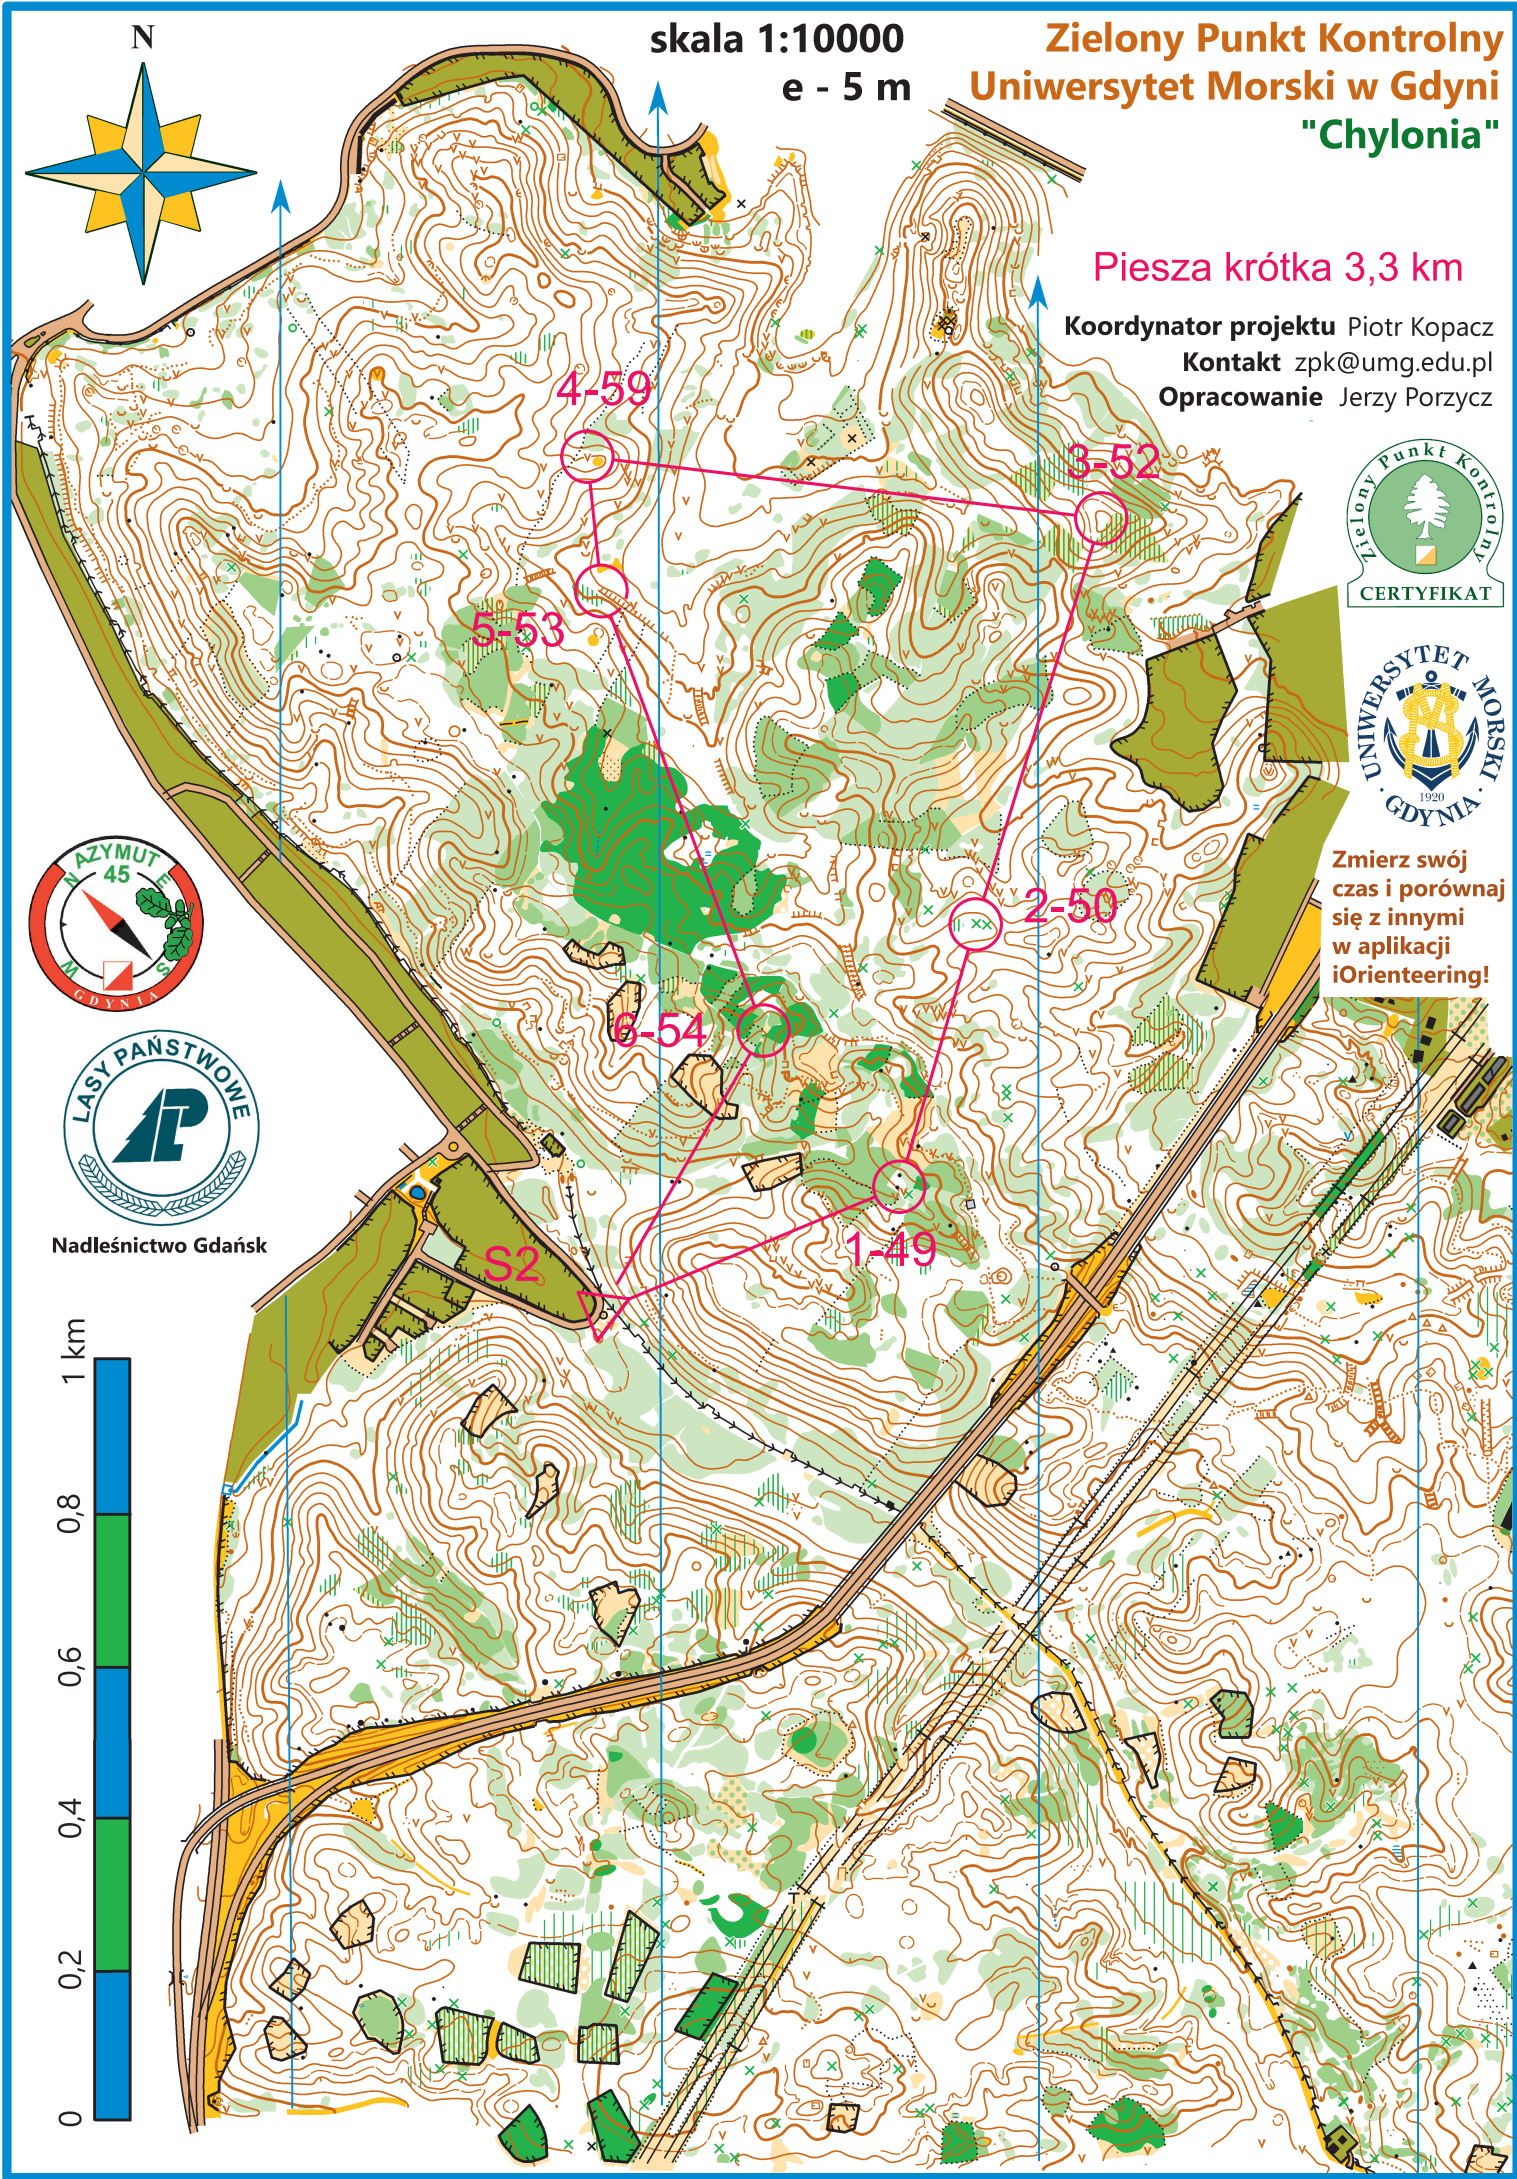 N
skala 1:10000
e - 5 m
Zielony Punkt Kontrolny
Uniwersytet Morski w Gdyni
"Chylonia"
Piesza krótka 3,3 km
Koordynator projektu Piotr Kopacz
Kontakt zpk@umg.edu.pl
Opracowanie Jerzy Porzycz
4-59
3-52
Zielony Punkt Kontrolny
CERTYFIKAT
5-53
UNIWERSYTET MORSKI
1920
· GDYNIA ·
AZYMUT
45
N
E
W
S
GDYNIA
Zmierz swój
czas i porównaj
się z innymi
w aplikacji
iOrienteering!
2-50
6-54
LASY PAŃSTWOWE
LP
Nadleśnictwo Gdańsk
S2
1-49
1 km
0,8
0,6
0,4
0,2
0